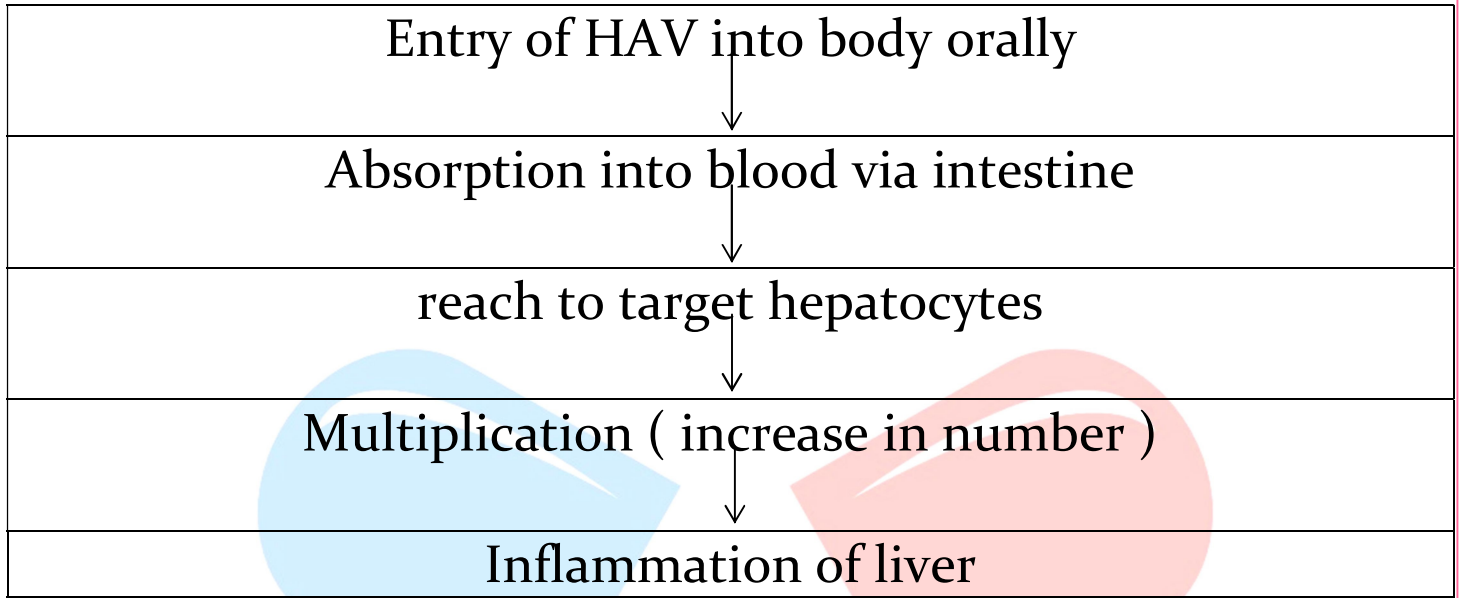 Entry of HAV into body orally
Absorption into blood via intestine
reach to target hepatocytes
Multiplication ( increase in number )
Inflammation of liver